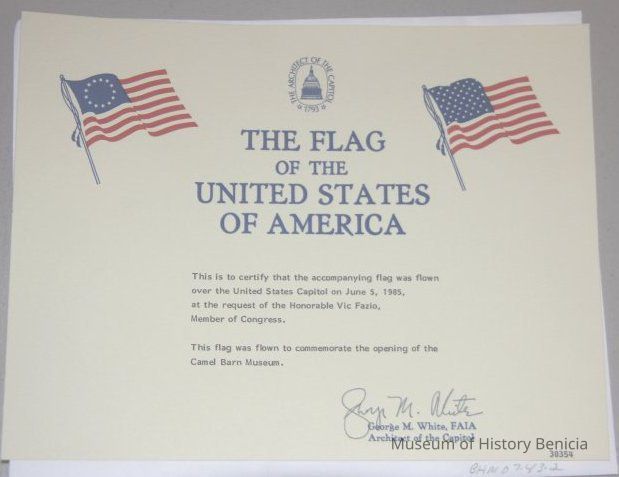 THE ARCHITECT OF THE CAPITOL
1793
THE FLAG
OF THE
UNITED STATES
OF AMERICA
This is to certify that the accompanying flag was flown
over the United States Capitol on June 5, 1985,
at the request of the Honorable Vic Fazio,
Member of Congress.
This flag was flown to commemorate the opening of the
Camel Barn Museum.
George M. White
George M. White, FAIA
Architect of the Capitol
Museum of History Benicia
30354